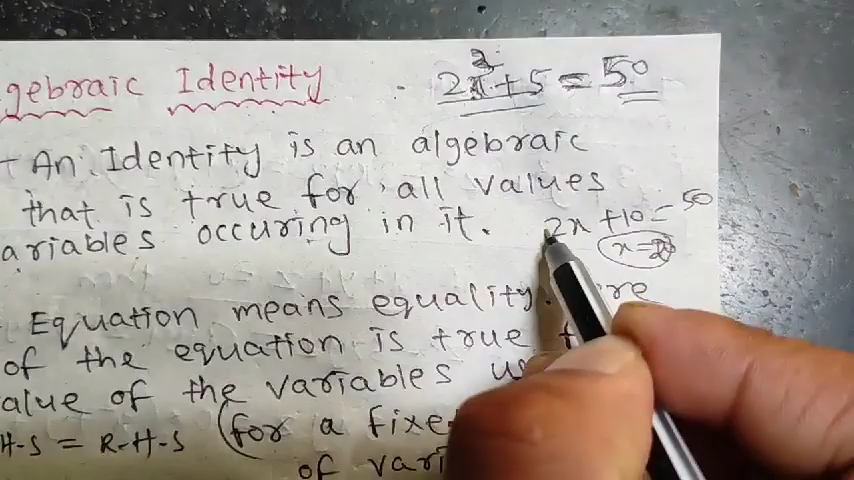 gebraic Identity . 2x²+5 = 50
An Identity is an algebraic
that is true for all values
ariables occuring in it. 2x +10 = 50
x=20
Equation means equality.
of the equation is true
alue of the variables
H-S = R-H-S (for a fixe
of vari